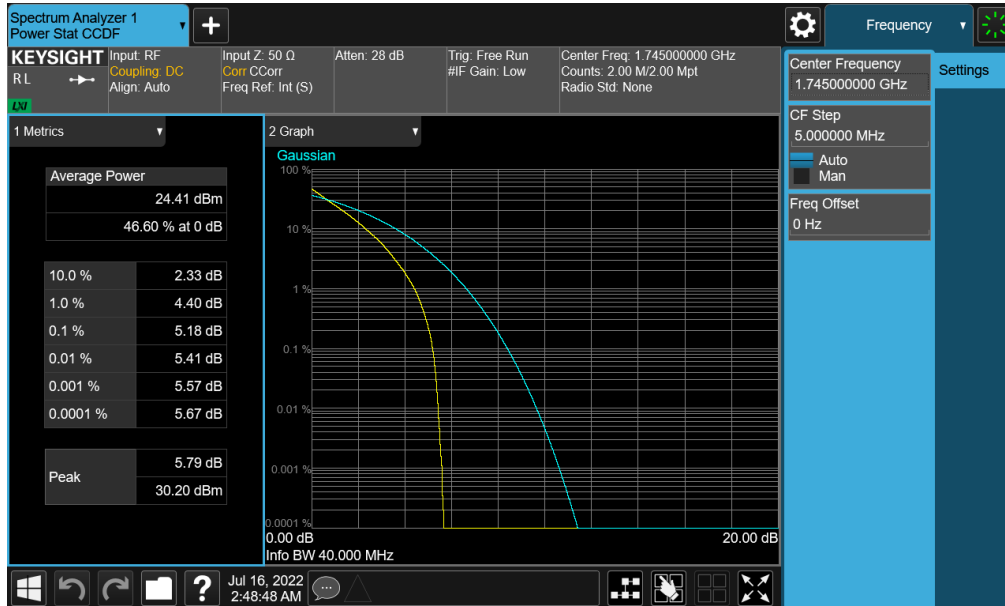 Spectrum Analyzer 1
Power Stat CCDF
Frequency
KEYSIGHT
R L
LXI
Input: RF
Coupling: DC
Align: Auto
Input Z: 50 Ω
Corr CCorr
Freq Ref: Int (S)
Atten: 28 dB
Trig: Free Run
#IF Gain: Low
Center Freq: 1.745000000 GHz
Counts: 2.00 M/2.00 Mpt
Radio Std: None
Center Frequency
1.745000000 GHz
Settings
CF Step
5.000000 MHz
Auto
Man
Freq Offset
0 Hz
1 Metrics
Average Power
24.41 dBm
46.60 % at 0 dB
10.0 % 2.33 dB
1.0 % 4.40 dB
0.1 % 5.18 dB
0.01 % 5.41 dB
0.001 % 5.57 dB
0.0001 % 5.67 dB
Peak
5.79 dB
30.20 dBm
2 Graph
Gaussian
100 %
10 %
1 %
0.1 %
0.01 %
0.001 %
0.0001 %
0.00 dB 20.00 dB
Info BW 40.000 MHz
?
Jul 16, 2022
2:48:48 AM